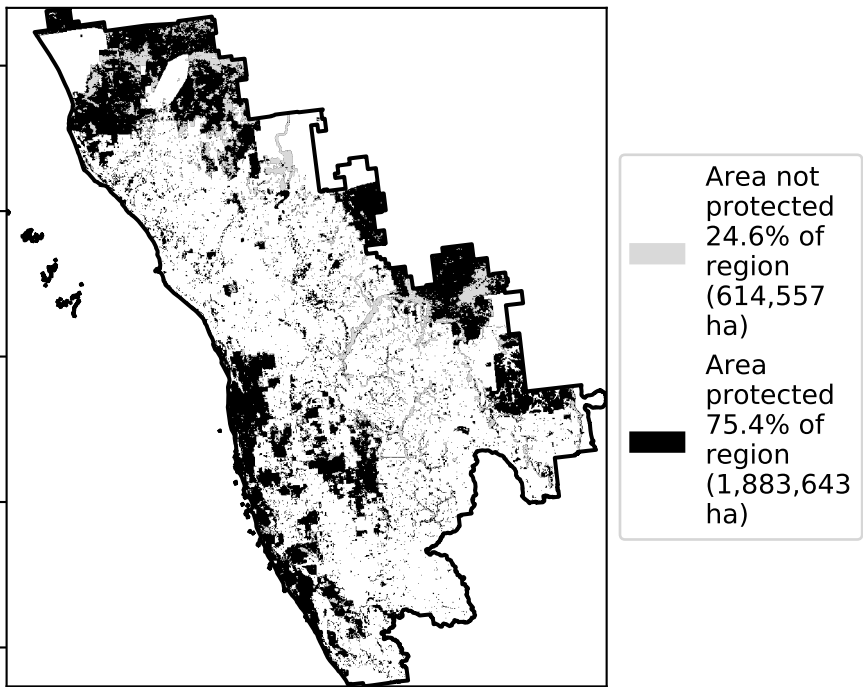 Area not
protected
24.6% of
region
(614,557
ha)
Area
protected
75.4% of
region
(1,883,643
ha)